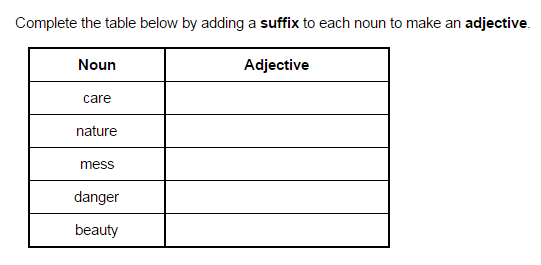 Complete the table below by adding a suffix to each noun to make an adjective.
Noun Adjective
care
nature
mess
danger
beauty